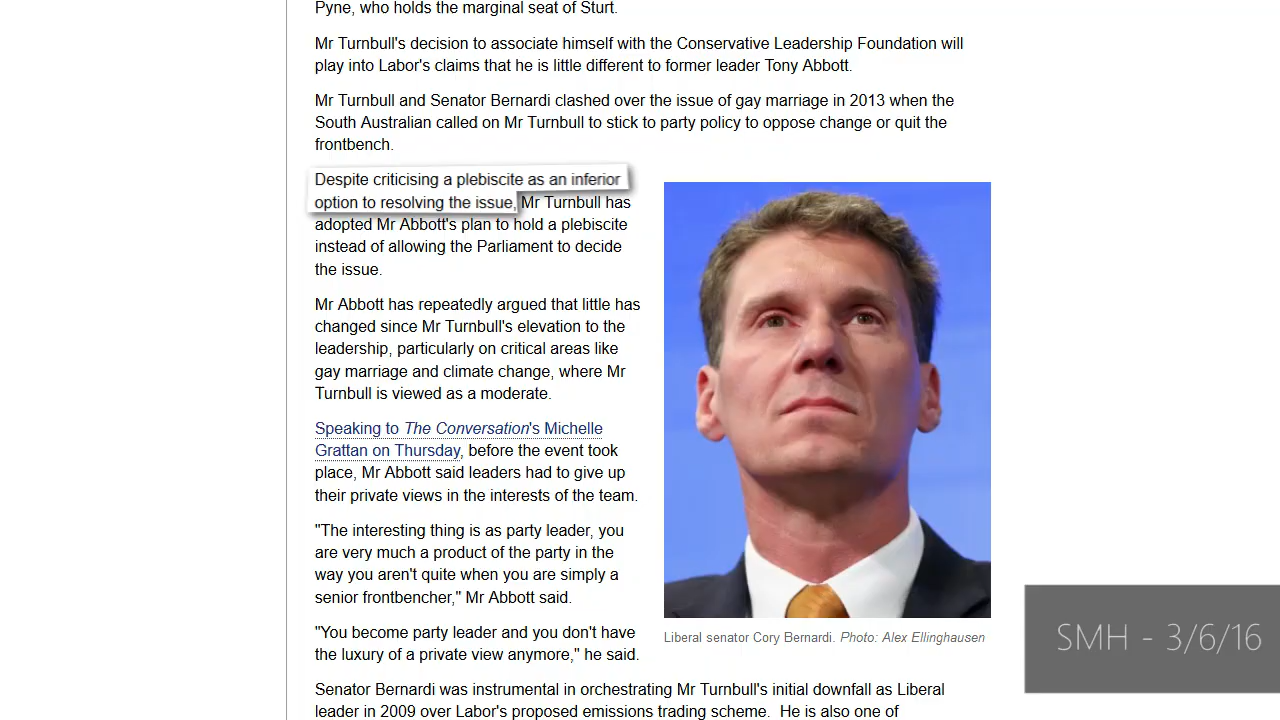 Pyne, who holds the marginal seat of Sturt.
Mr Turnbull's decision to associate himself with the Conservative Leadership Foundation will
play into Labor's claims that he is little different to former leader Tony Abbott.
Mr Turnbull and Senator Bernardi clashed over the issue of gay marriage in 2013 when the
South Australian called on Mr Turnbull to stick to party policy to oppose change or quit the
frontbench.
Despite criticising a plebiscite as an inferior
option to resolving the issue, Mr Turnbull has
adopted Mr Abbott's plan to hold a plebiscite
instead of allowing the Parliament to decide
the issue.
Mr Abbott has repeatedly argued that little has
changed since Mr Turnbull's elevation to the
leadership, particularly on critical areas like
gay marriage and climate change, where Mr
Turnbull is viewed as a moderate.
Speaking to The Conversation's Michelle
Grattan on Thursday, before the event took
place, Mr Abbott said leaders had to give up
their private views in the interests of the team.
"The interesting thing is as party leader, you
are very much a product of the party in the
way you aren't quite when you are simply a
senior frontbencher," Mr Abbott said.
"You become party leader and you don't have
the luxury of a private view anymore," he said.
Liberal senator Cory Bernardi. Photo: Alex Ellinghausen
SMH - 3/6/16
Senator Bernardi was instrumental in orchestrating Mr Turnbull's initial downfall as Liberal
leader in 2009 over Labor's proposed emissions trading scheme. He is also one of